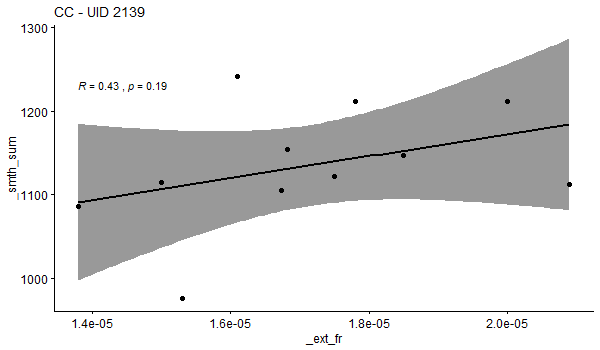 CC - UID 2139
R = 0.43 , p = 0.19
1300
1200
1100
1000
_smth_sum
1.4e-05 1.6e-05 1.8e-05 2.0e-05
_ext_fr